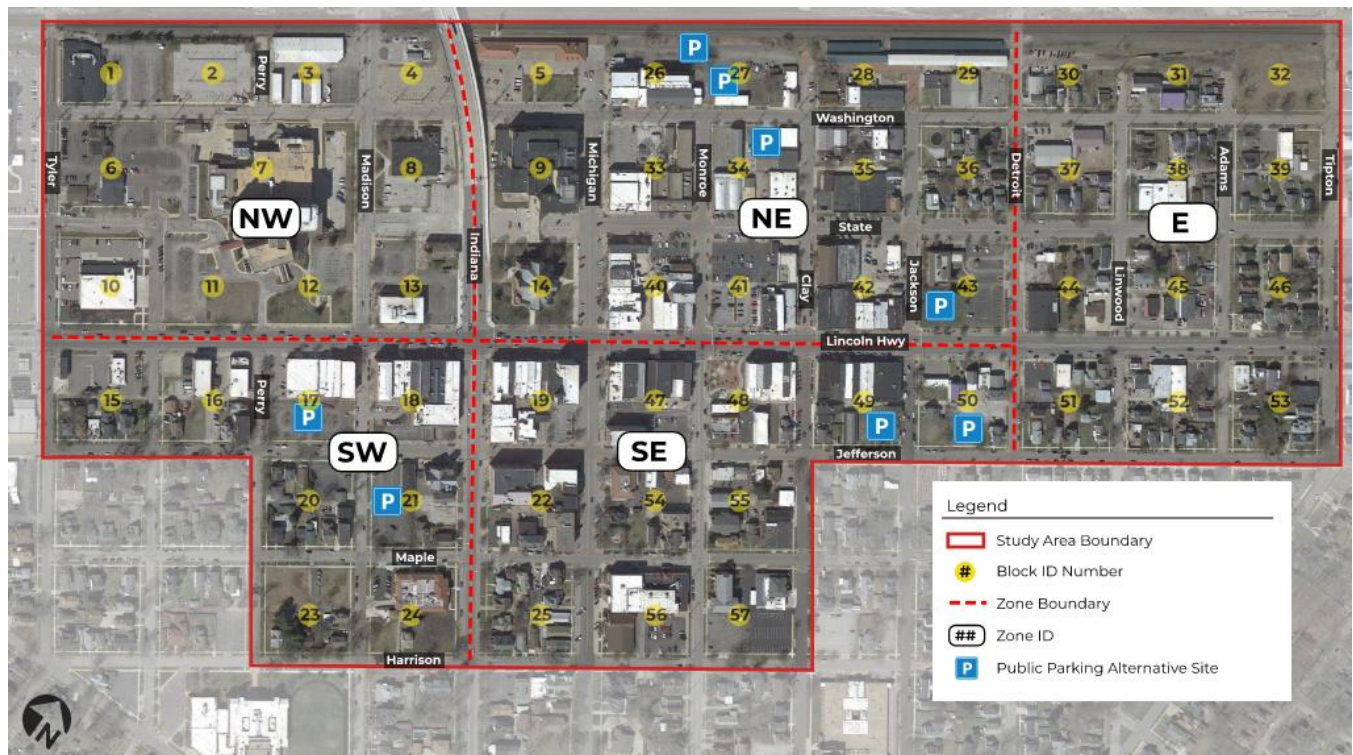 1
2
Perry
3
4
5
26
P
P
27
28
29
30
31
32
Washington
Tyler
6
7
Madison
8
9
Michigan
33
Monroe
34
P
35
36
Detroit
37
38
Adams
39
Tipton
NW
NE
E
State
10
11
12
13
Indiana
14
40
41
Clay
42
Jackson
P
43
44
Linwood
45
46
Lincoln Hwy
15
16
Perry
17
P
18
19
47
48
49
P
50
P
51
52
53
SW
SE
Jefferson
20
P
21
22
54
55
Maple
23
24
25
56
57
Harrison
Legend
Study Area Boundary
# Block ID Number
Zone Boundary
## Zone ID
P Public Parking Alternative Site
N